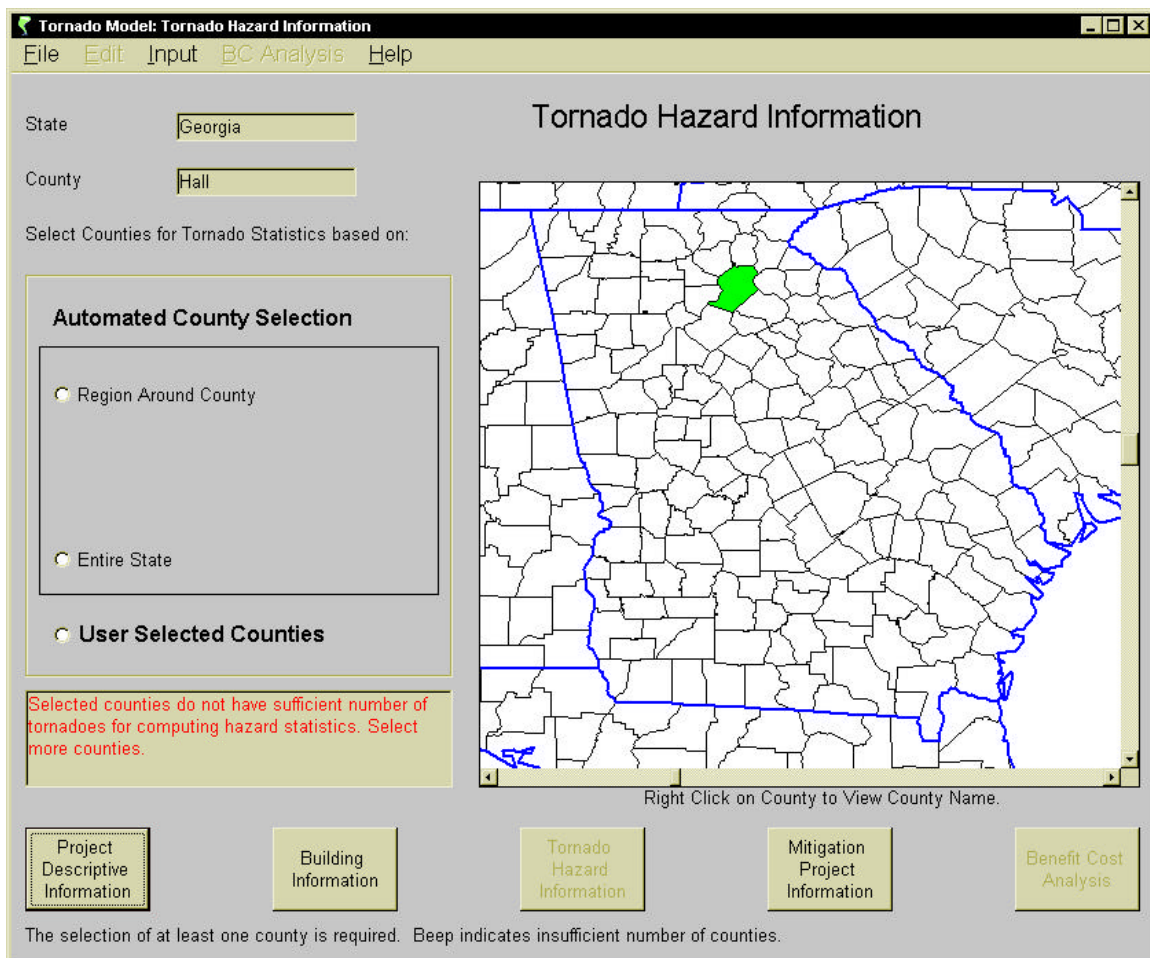 Tornado Model: Tornado Hazard Information
File Edit Input BC Analysis Help
State Georgia
County Hall
Select Counties for Tornado Statistics based on:
Automated County Selection
Region Around County
Entire State
User Selected Counties
Selected counties do not have sufficient number of
tornadoes for computing hazard statistics. Select
more counties.
Tornado Hazard Information
Right Click on County to View County Name.
Project
Descriptive
Information
Building
Information
Tornado
Hazard
Information
Mitigation
Project
Information
Benefit Cost
Analysis
The selection of at least one county is required. Beep indicates insufficient number of counties.